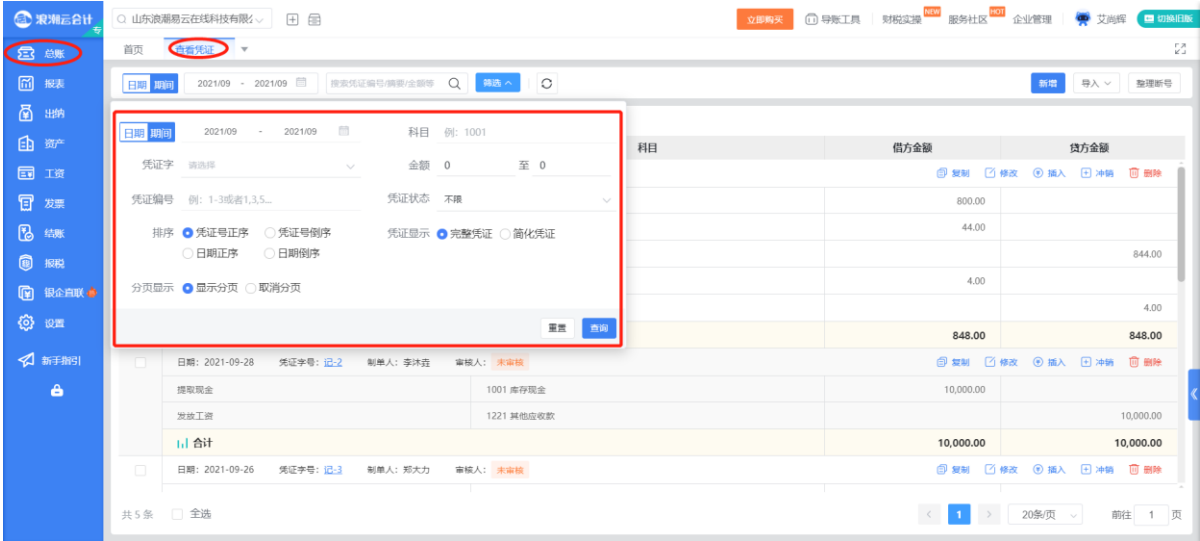 浪潮云会计 专
山东浪潮易云在线科技有限公
立即购买 导账工具 财税实操 NEW 服务社区 HOT 企业管理 艾尚辉 切换旧版
总账
首页 查看凭证
报表
日期 期间 2021/09 - 2021/09 搜索凭证编号/摘要/金额等 筛选 新增 导入 整理断号
出纳
资产
工资
发票
结账
报税
银企直联
设置
新手指引
日期 期间 2021/09 - 2021/09 科目 例：1001
凭证字 请选择 金额 0 至 0
凭证编号 例：1-3或者1,3,5... 凭证状态 不限
排序 凭证号正序 凭证号倒序 凭证显示 完整凭证 简化凭证
日期正序 日期倒序
分页显示 显示分页 取消分页
重置 查询
科目 借方金额 贷方金额
复制 修改 插入 冲销 删除
800.00
44.00
844.00
4.00
4.00
848.00 848.00
日期：2021-09-28 凭证字号：记-2 制单人：李沐垚 审核人：未审核 复制 修改 插入 冲销 删除
提取现金 1001 库存现金 10,000.00
发放工资 1221 其他应收款 10,000.00
合计 10,000.00 10,000.00
日期：2021-09-26 凭证字号：记-3 制单人：郑大力 审核人：未审核 复制 修改 插入 冲销 删除
共 5 条 全选 1 20条/页 前往 1 页